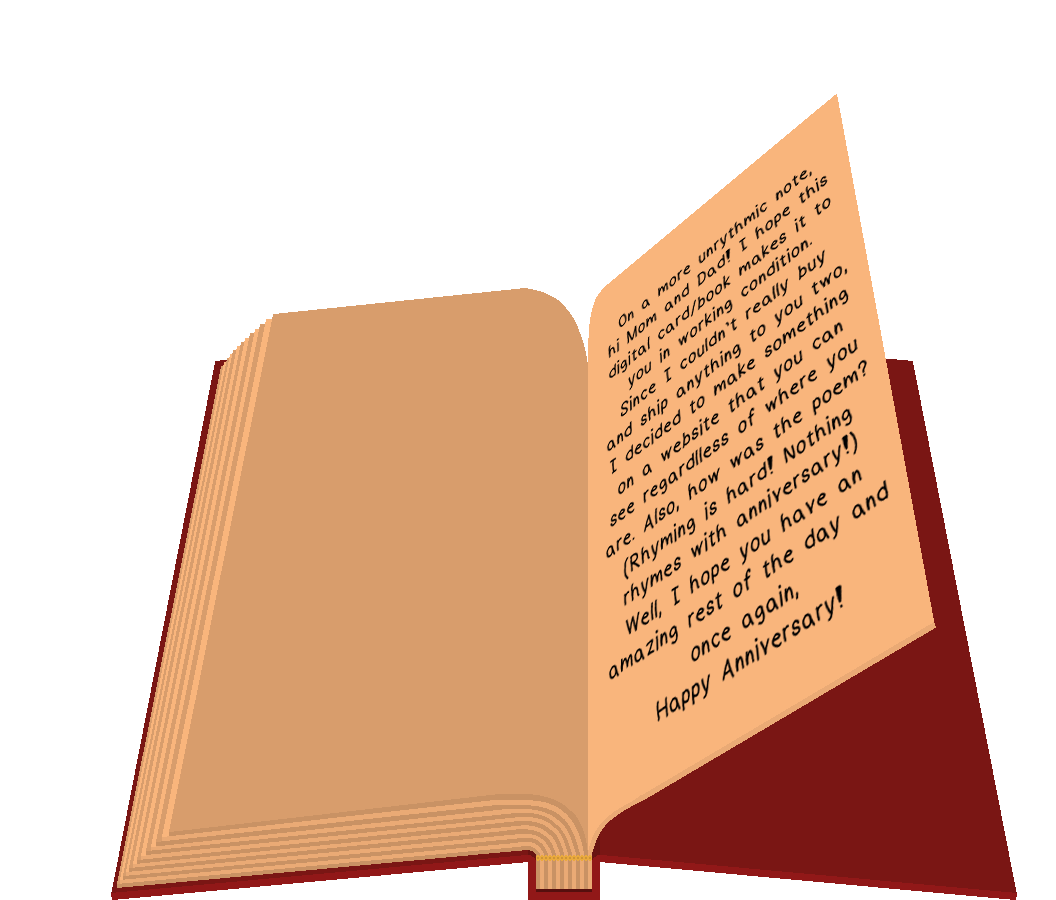 On a more unrythmic note,
hi Mom and Dad! I hope this
digital card/book makes it to
you in working condition.
Since I couldn't really buy
and ship anything to you two,
I decided to make something
on a website that you can
see regardless of where you
are. Also, how was the poem?
(Rhyming is hard! Nothing
rhymes with anniversary!)
Well, I hope you have an
amazing rest of the day and
once again,
Happy Anniversary!